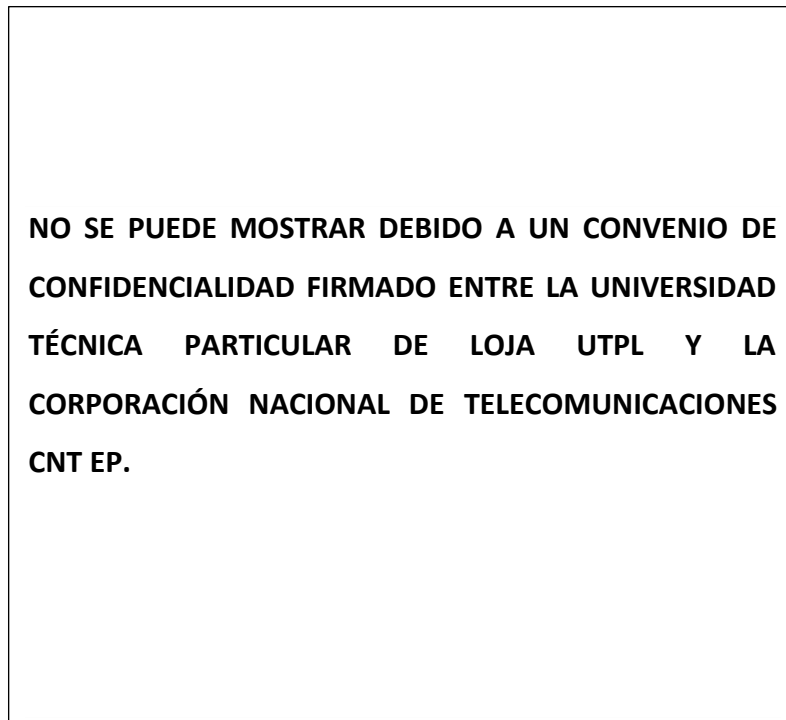 NO SE PUEDE MOSTRAR DEBIDO A UN CONVENIO DE
CONFIDENCIALIDAD FIRMADO ENTRE LA UNIVERSIDAD
TÉCNICA PARTICULAR DE LOJA UTPL Y LA
CORPORACIÓN NACIONAL DE TELECOMUNICACIONES
CNT EP.